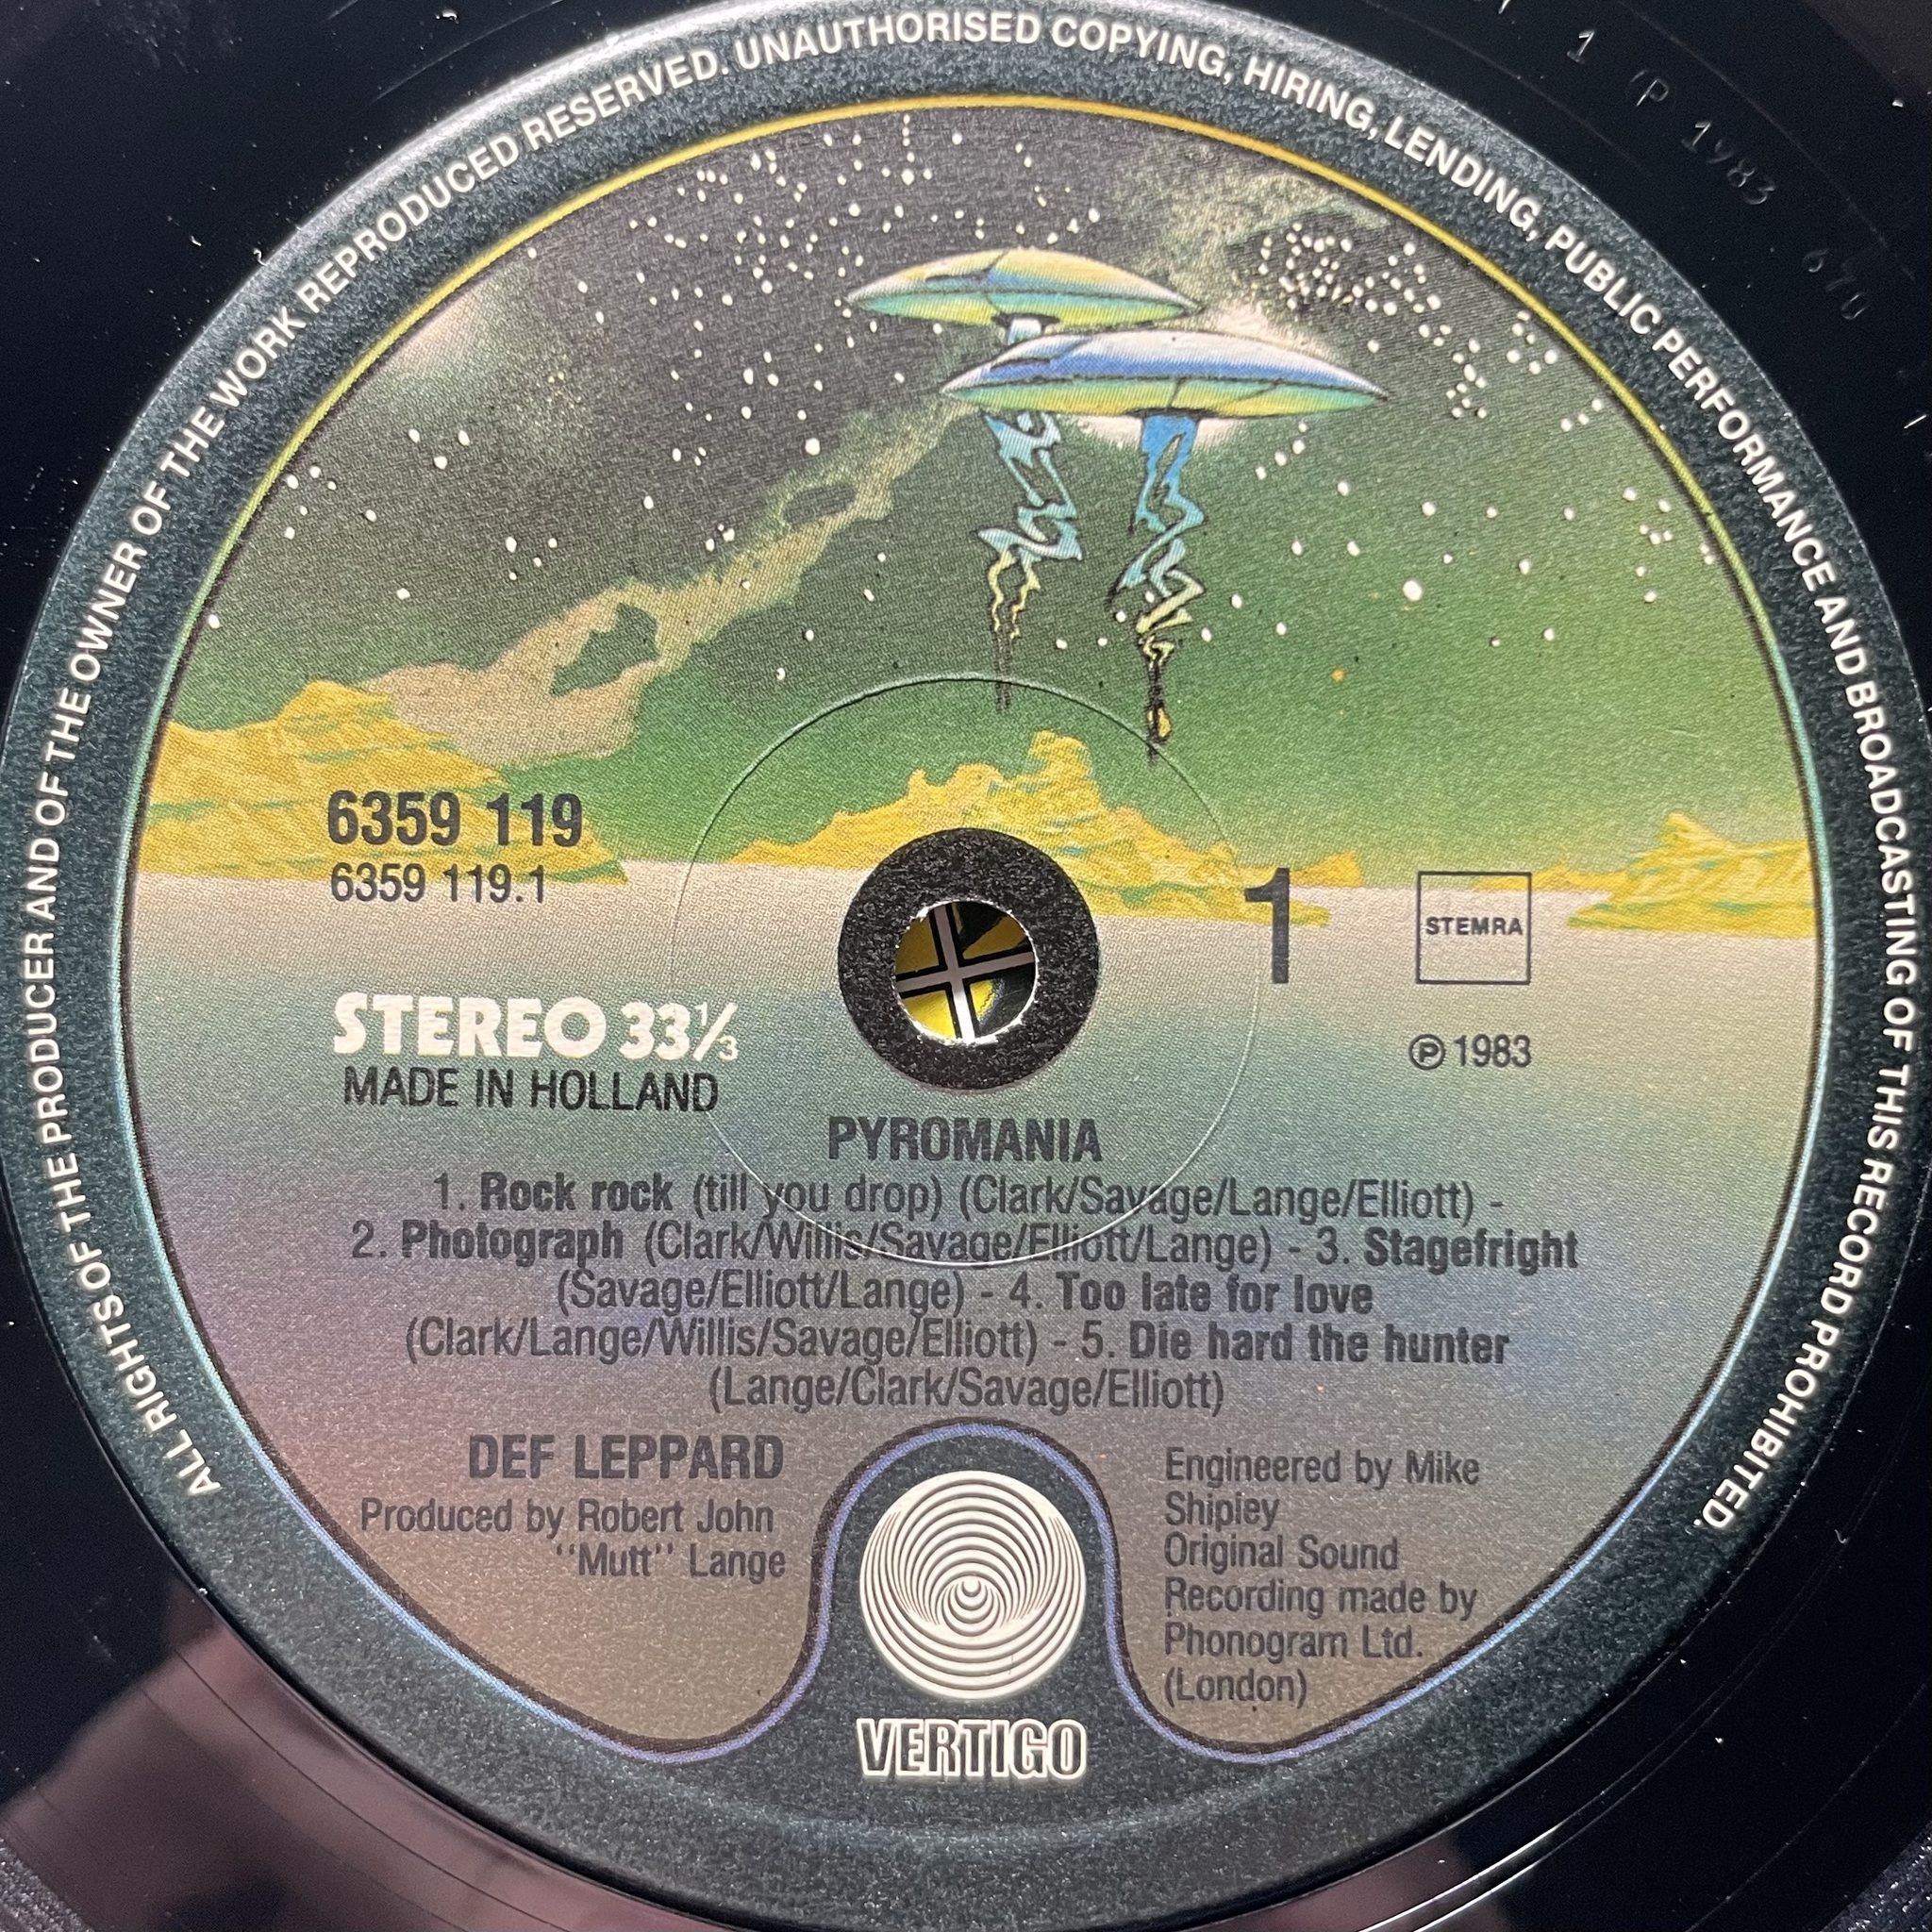 ALL RIGHTS OF THE PRODUCER AND OF THE OWNER OF THE WORK REPRODUCED RESERVED. UNAUTHORISED COPYING, HIRING, LENDING, PUBLIC PERFORMANCE AND BROADCASTING OF THIS RECORD PROHIBITED.
1 (P 1983 670
6359 119
6359 119.1
1
STEMRA
STEREO 33⅓
MADE IN HOLLAND
℗ 1983
PYROMANIA
1. Rock rock (till you drop) (Clark/Savage/Lange/Elliott) -
2. Photograph (Clark/Willis/Savage/Elliott/Lange) - 3. Stagefright
(Savage/Elliott/Lange) - 4. Too late for love
(Clark/Lange/Willis/Savage/Elliott) - 5. Die hard the hunter
(Lange/Clark/Savage/Elliott)
DEF LEPPARD
Produced by Robert John
"Mutt" Lange
Engineered by Mike
Shipley
Original Sound
Recording made by
Phonogram Ltd.
(London)
VERTIGO